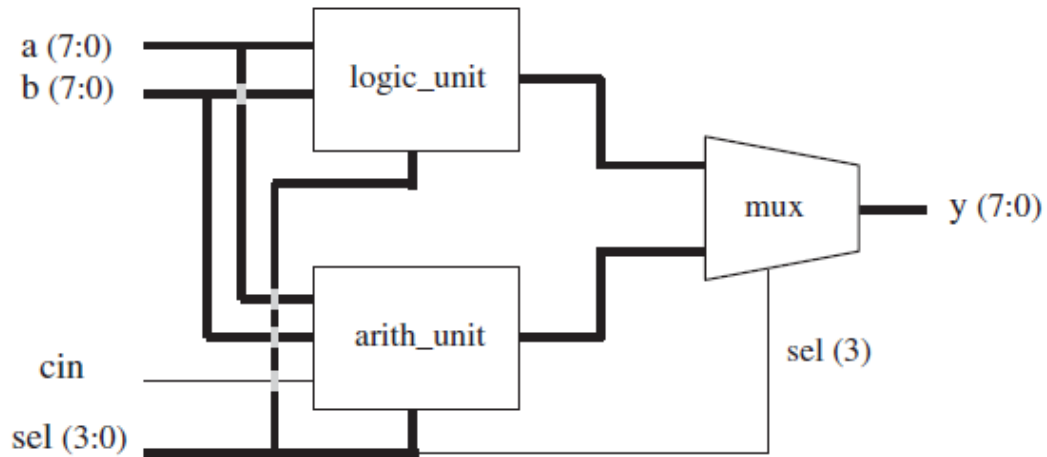 a (7:0)
b (7:0)
logic_unit
mux
y (7:0)
arith_unit
sel (3)
cin
sel (3:0)